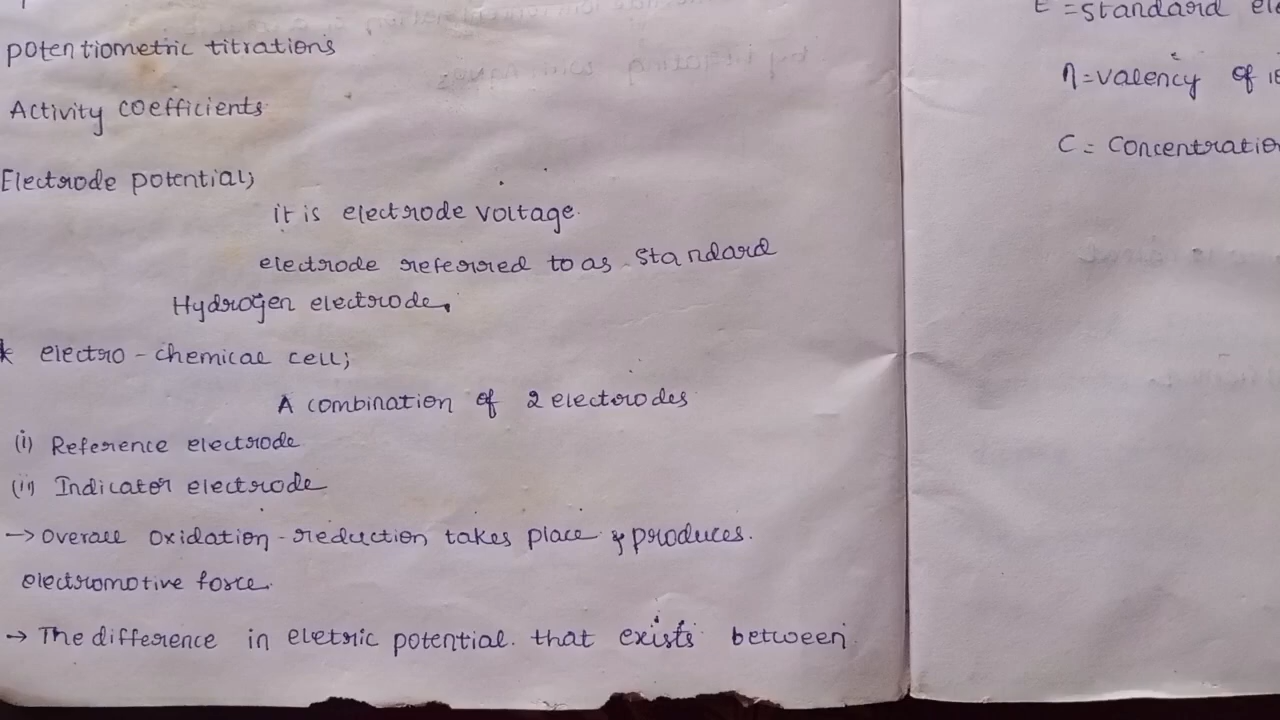 potentiometric titrations
Activity coefficients
Electrode potential;
it is electrode voltage.
electrode referred to as standard
Hydrogen electrode.
* electro - chemical cell;
A combination of 2 electrodes
(i) Reference electrode
(ii) Indicator electrode
→ Overall oxidation - reduction takes place & produces.
electromotive force.
→ The difference in eletric potential. that exists between
E = standard
n = valency of
C = Concentration